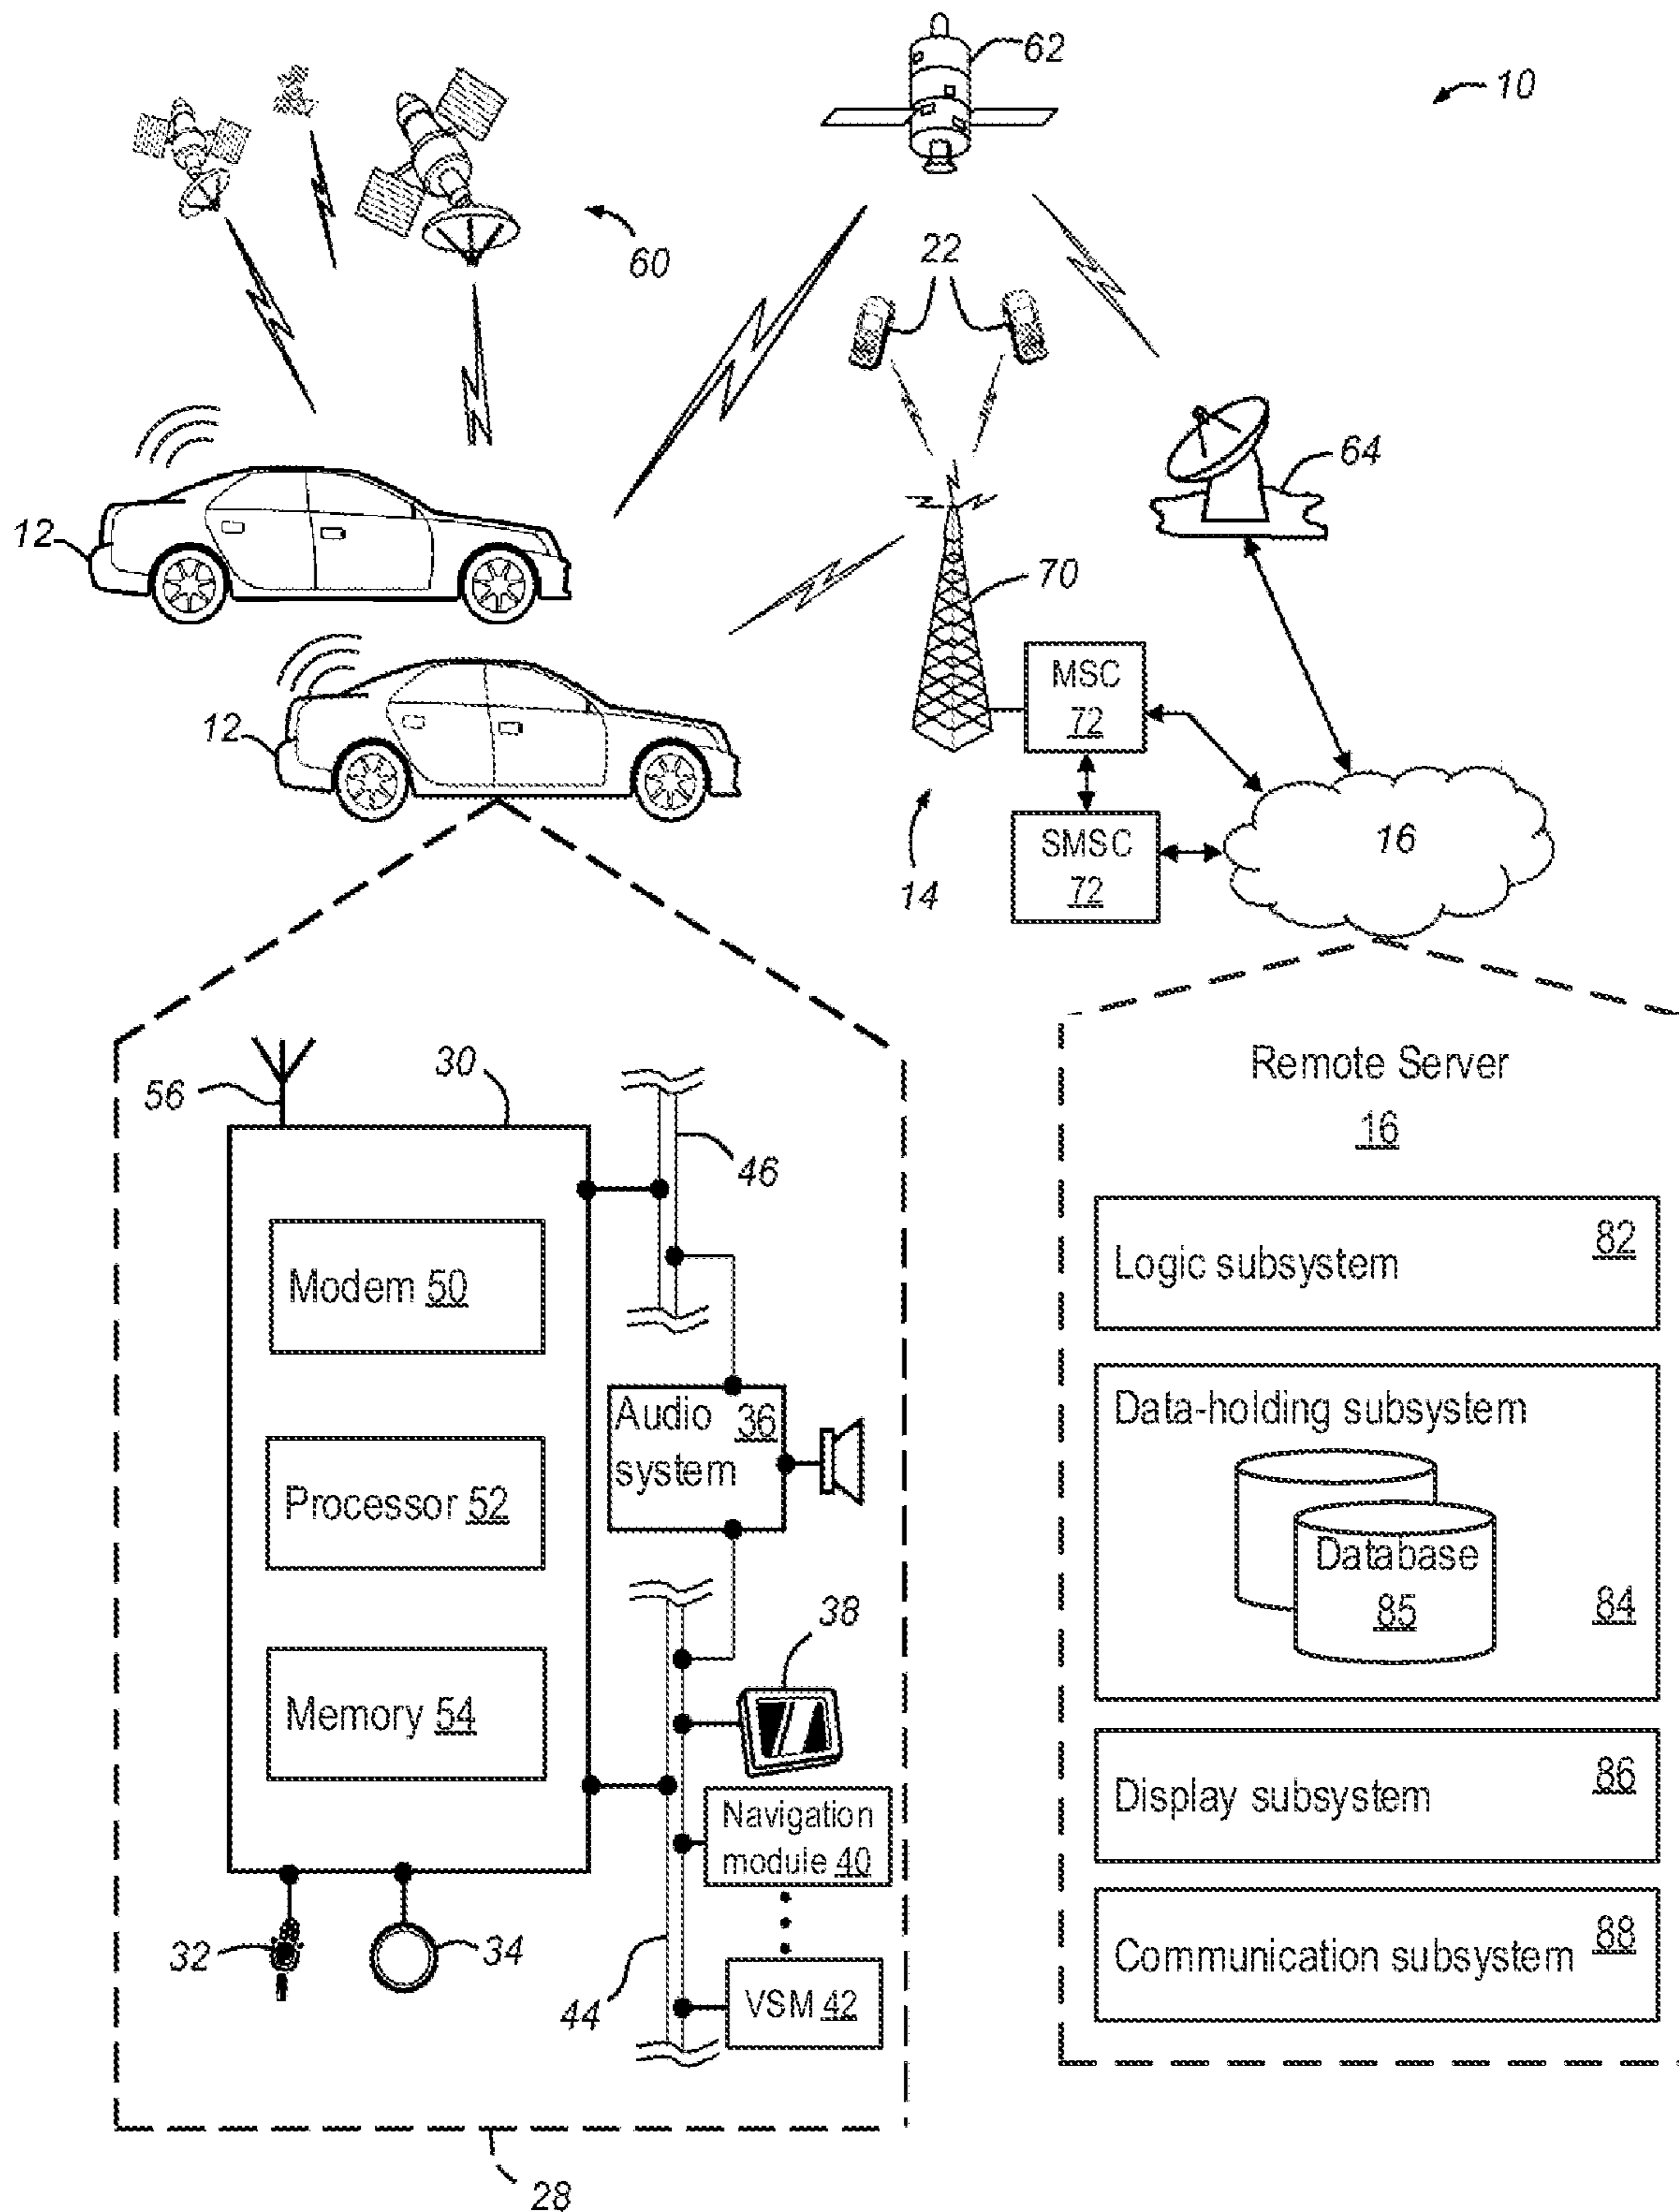 62
10
60
22
64
12
70
MSC
72
12
SMSC
72
16
14
56
30
46
Modem 50
Audio 36
system
Processor 52
38
Memory 54
Navigation
module 40
32
34
44
VSM 42
28
Remote Server
16
Logic subsystem 82
Data-holding subsystem
Database
85
84
Display subsystem 86
Communication subsystem 88